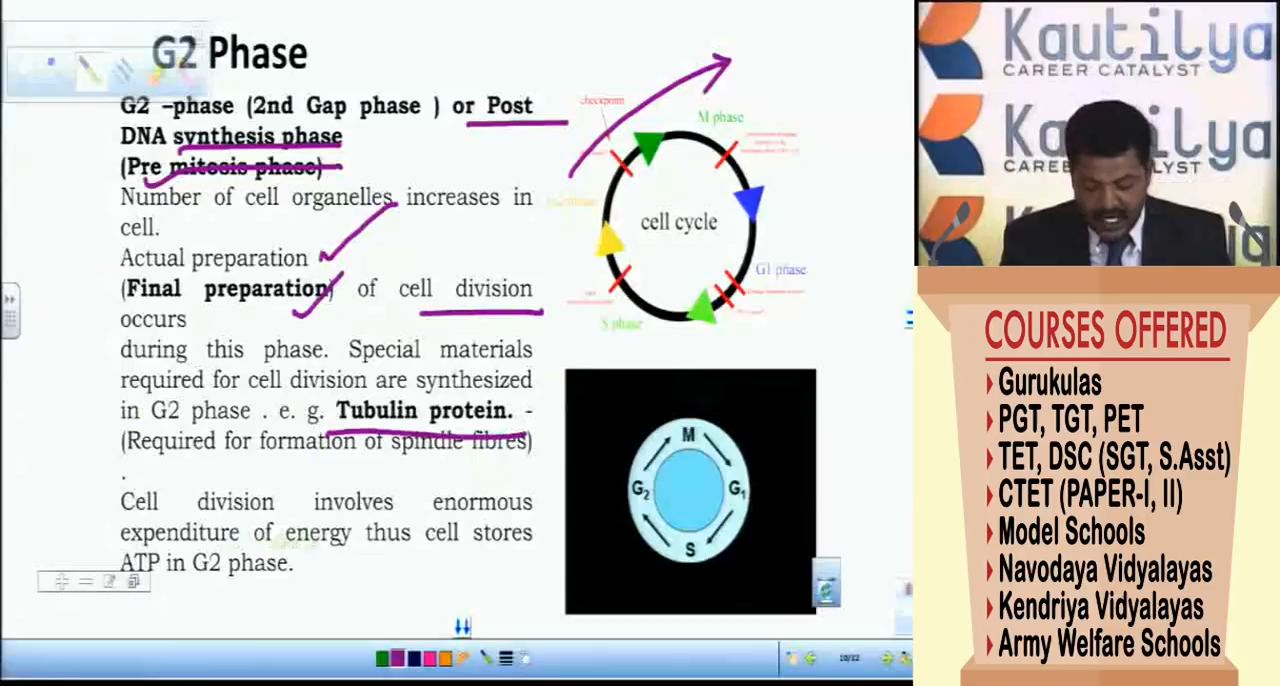 G2 Phase
G2 –phase (2nd Gap phase ) or Post
DNA synthesis phase
(Pre mitosis phase)
Number of cell organelles increases in
cell.
Actual preparation
(Final preparation) of cell division
occurs
during this phase. Special materials
required for cell division are synthesized
in G2 phase . e. g. Tubulin protein. -
(Required for formation of spindle fibres)
.
Cell division involves enormous
expenditure of energy thus cell stores
ATP in G2 phase.
checkpoint
M phase
cell cycle
G1 phase
S phase
M
G2
G1
S
10/22
Kautilya
CAREER CATALYST
Kautilya
CAREER CATALYST
COURSES OFFERED
Gurukulas
PGT, TGT, PET
TET, DSC (SGT, S.Asst)
CTET (PAPER-I, II)
Model Schools
Navodaya Vidyalayas
Kendriya Vidyalayas
Army Welfare Schools